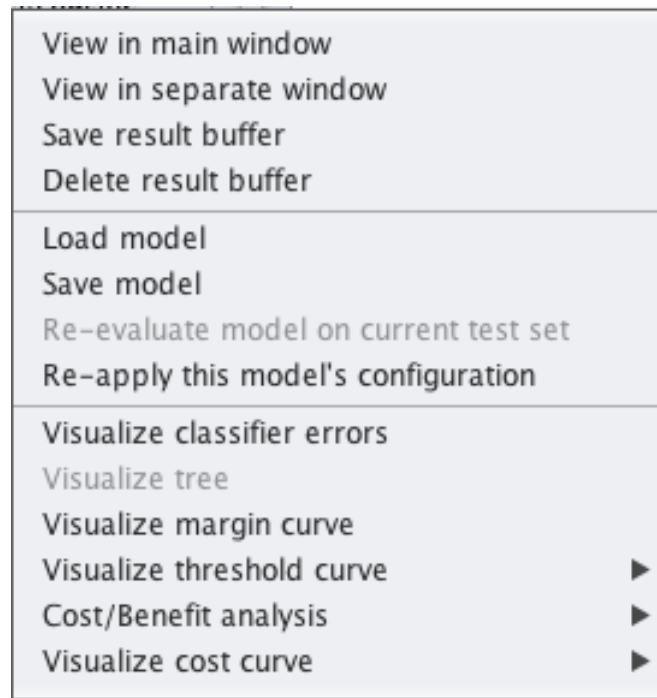 View in main window
View in separate window
Save result buffer
Delete result buffer
Load model
Save model
Re-evaluate model on current test set
Re-apply this model's configuration
Visualize classifier errors
Visualize tree
Visualize margin curve
Visualize threshold curve
Cost/Benefit analysis
Visualize cost curve